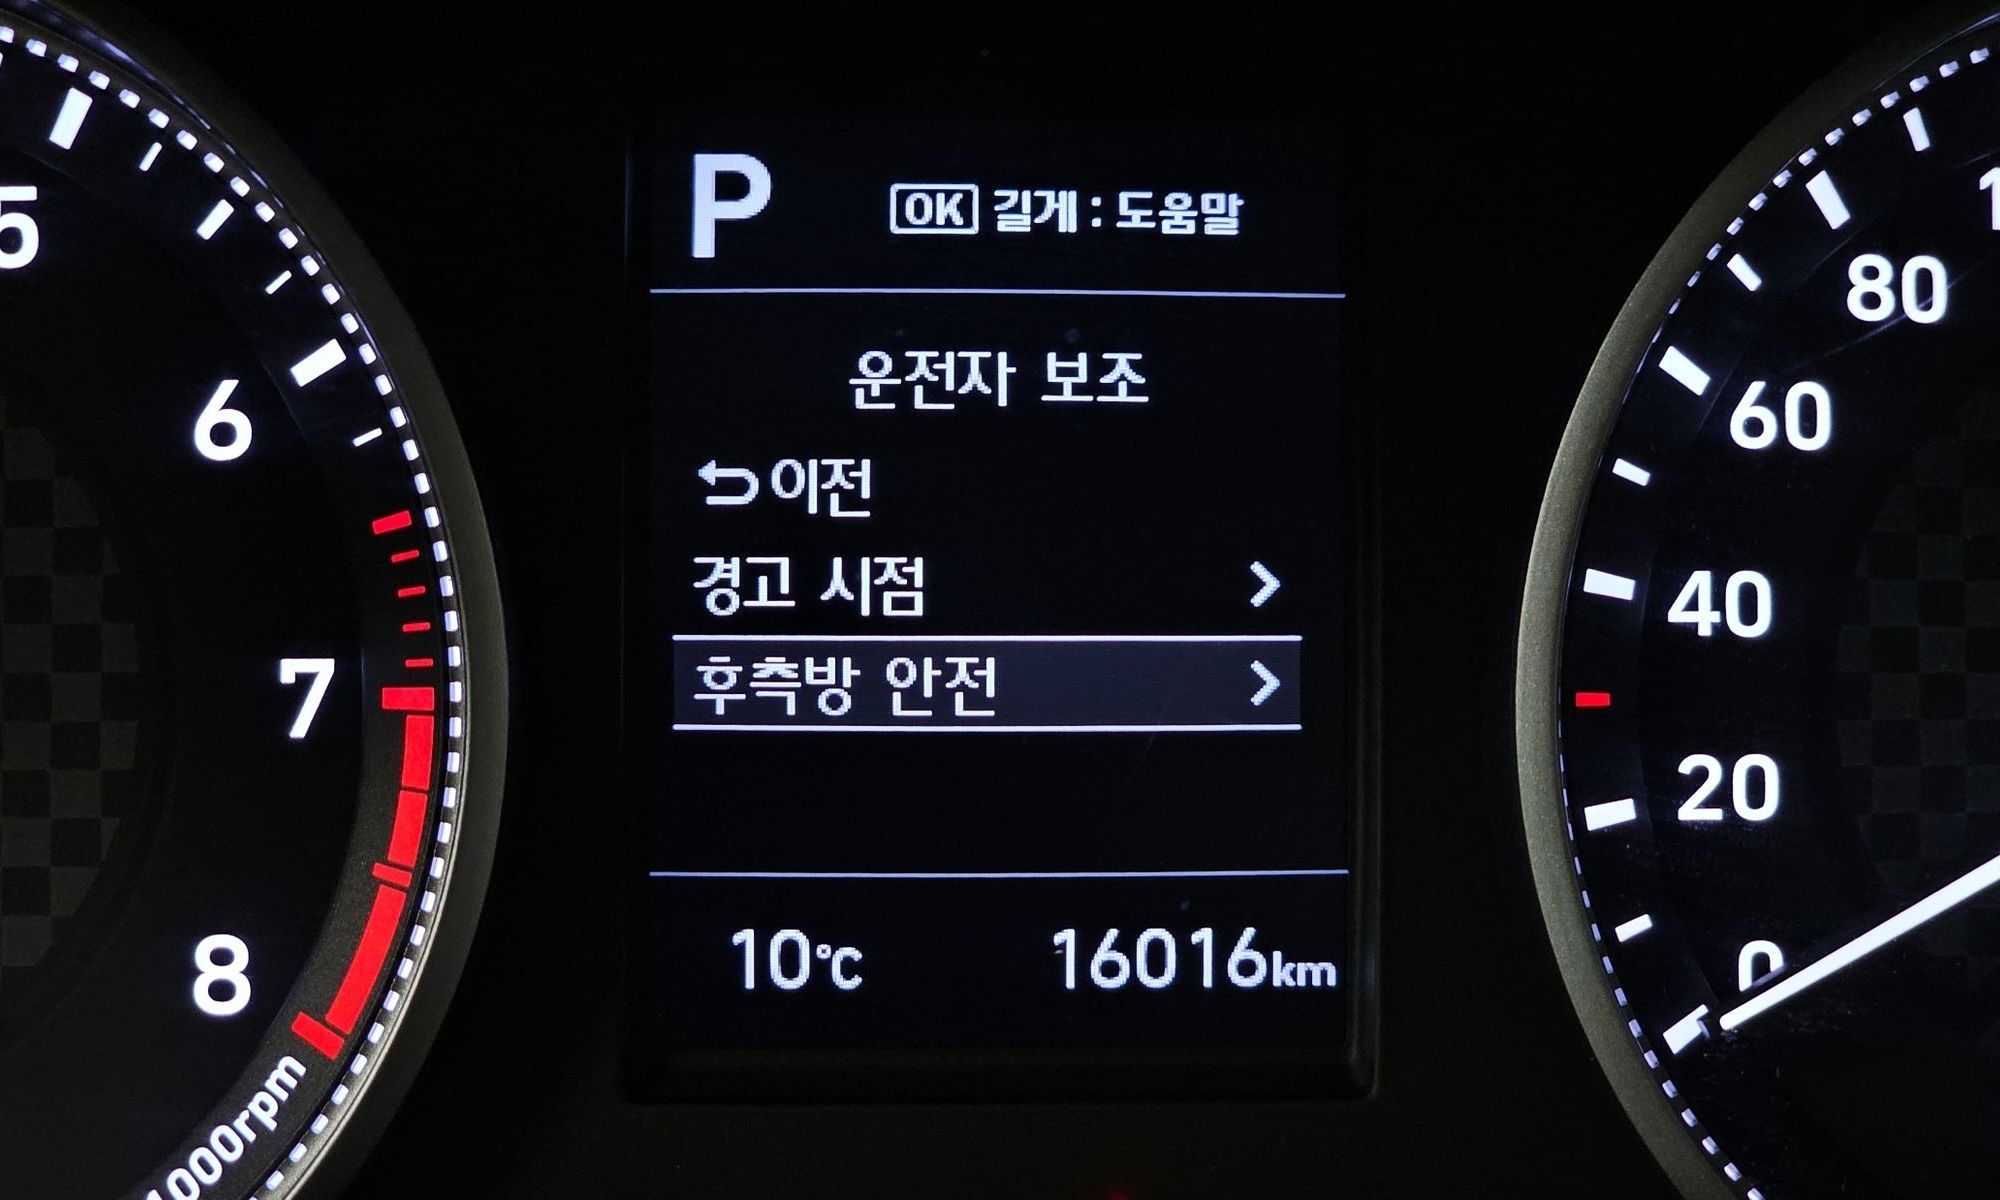 P
OK 길게 : 도움말
운전자 보조
이전
경고 시점
후측방 안전
10°C 16016km
5
6
7
8
1000rpm
80
60
40
20
0